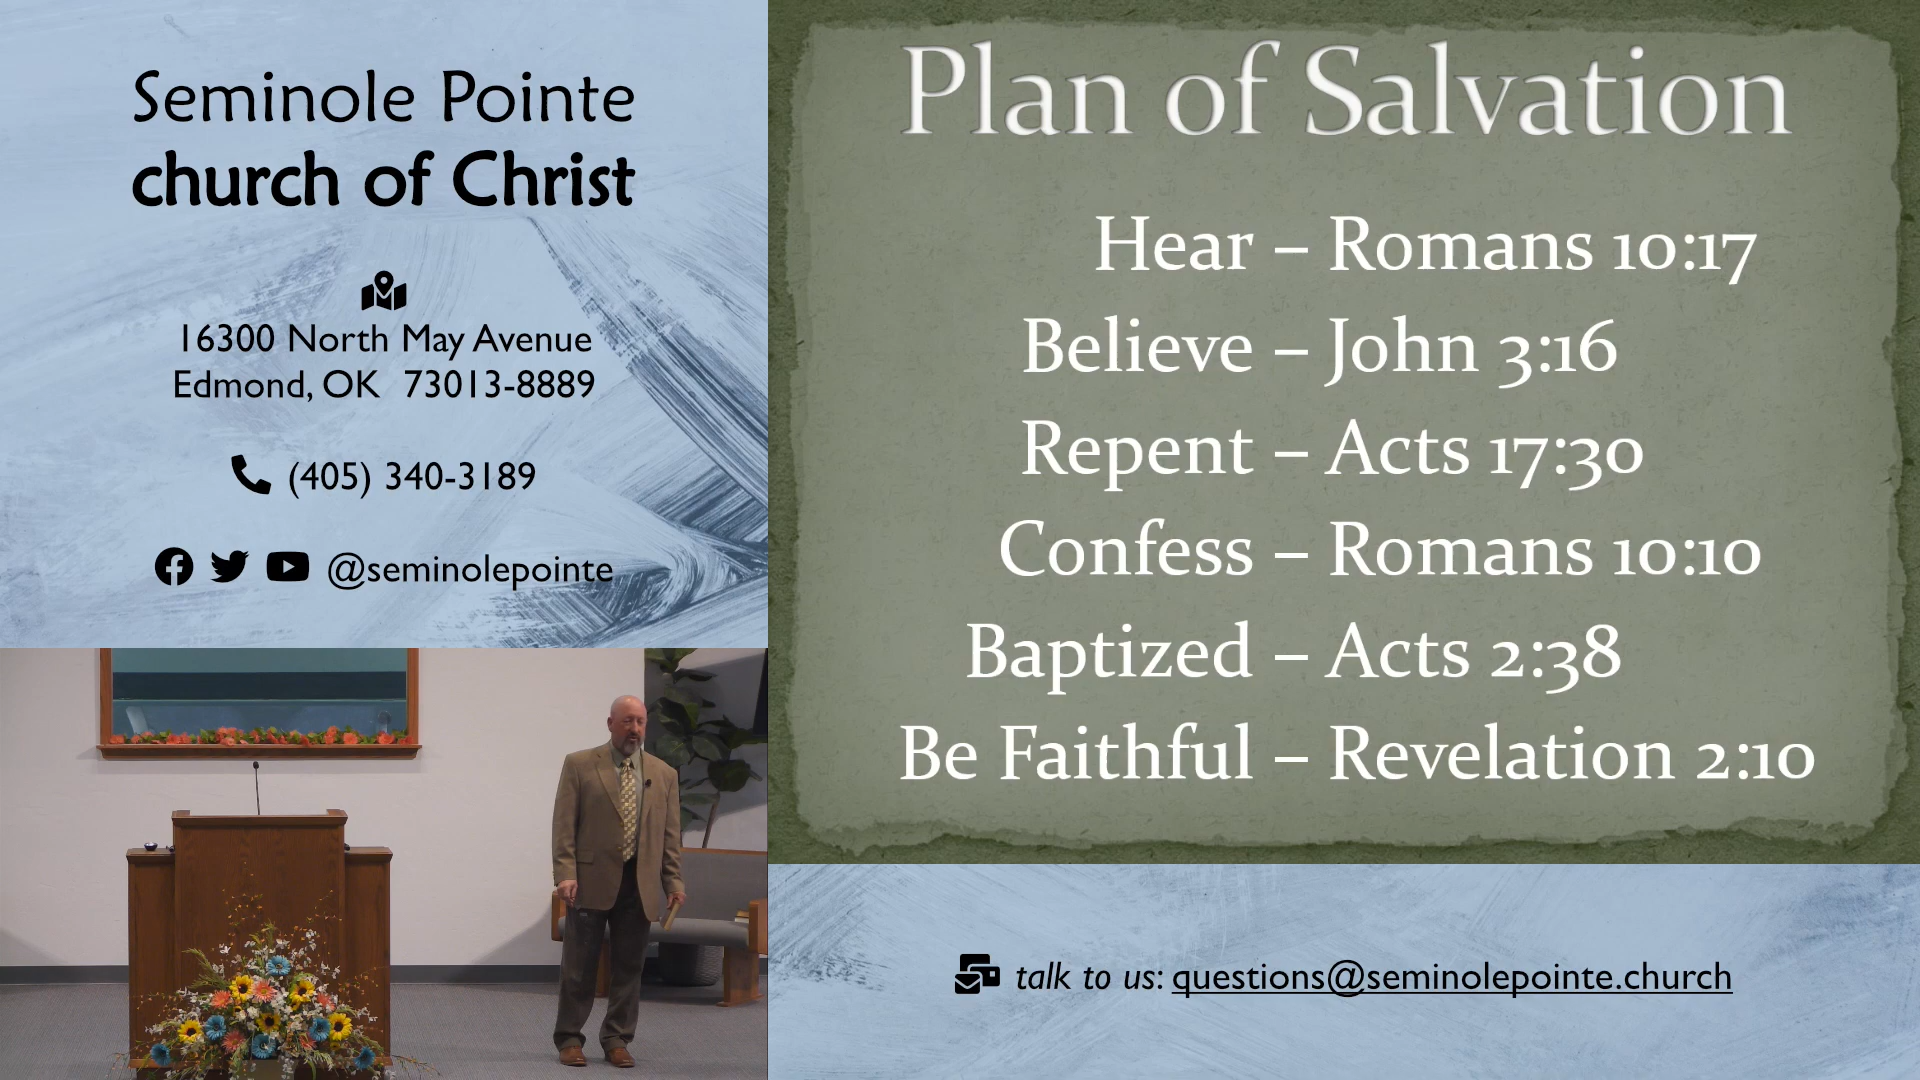 Seminole Pointe
church of Christ
16300 North May Avenue
Edmond, OK 73013-8889
(405) 340-3189
@seminolepointe
Plan of Salvation
Hear – Romans 10:17
Believe – John 3:16
Repent – Acts 17:30
Confess – Romans 10:10
Baptized – Acts 2:38
Be Faithful – Revelation 2:10
talk to us: questions@seminolepointe.church